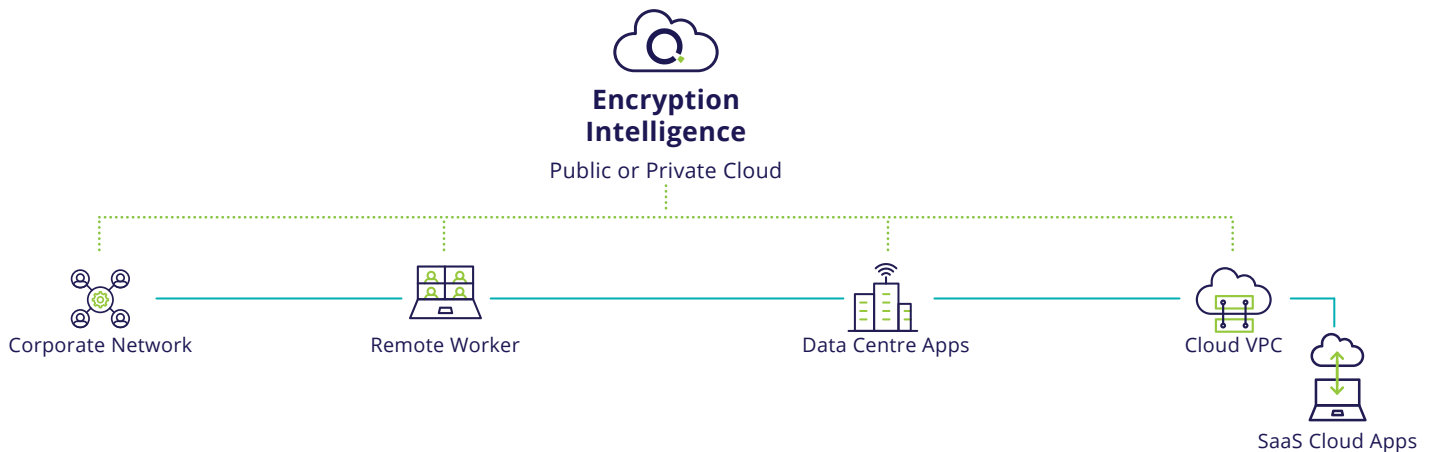 Encryption
Intelligence
Public or Private Cloud
Corporate Network
Remote Worker
Data Centre Apps
Cloud VPC
SaaS Cloud Apps